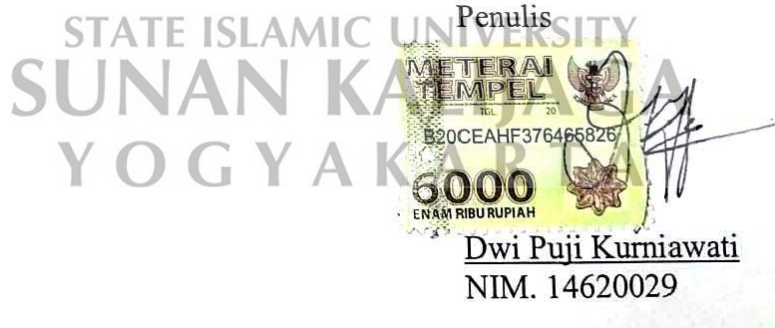 Penulis
STATE ISLAMIC UNIVERSITY
SUNAN KALIJAGA
YOGYAKARTA
METERAI
TEMPEL
TGL 20
B20CEAHF376465826
6000
ENAM RIBU RUPIAH
Dwi Puji Kurniawati
NIM. 14620029